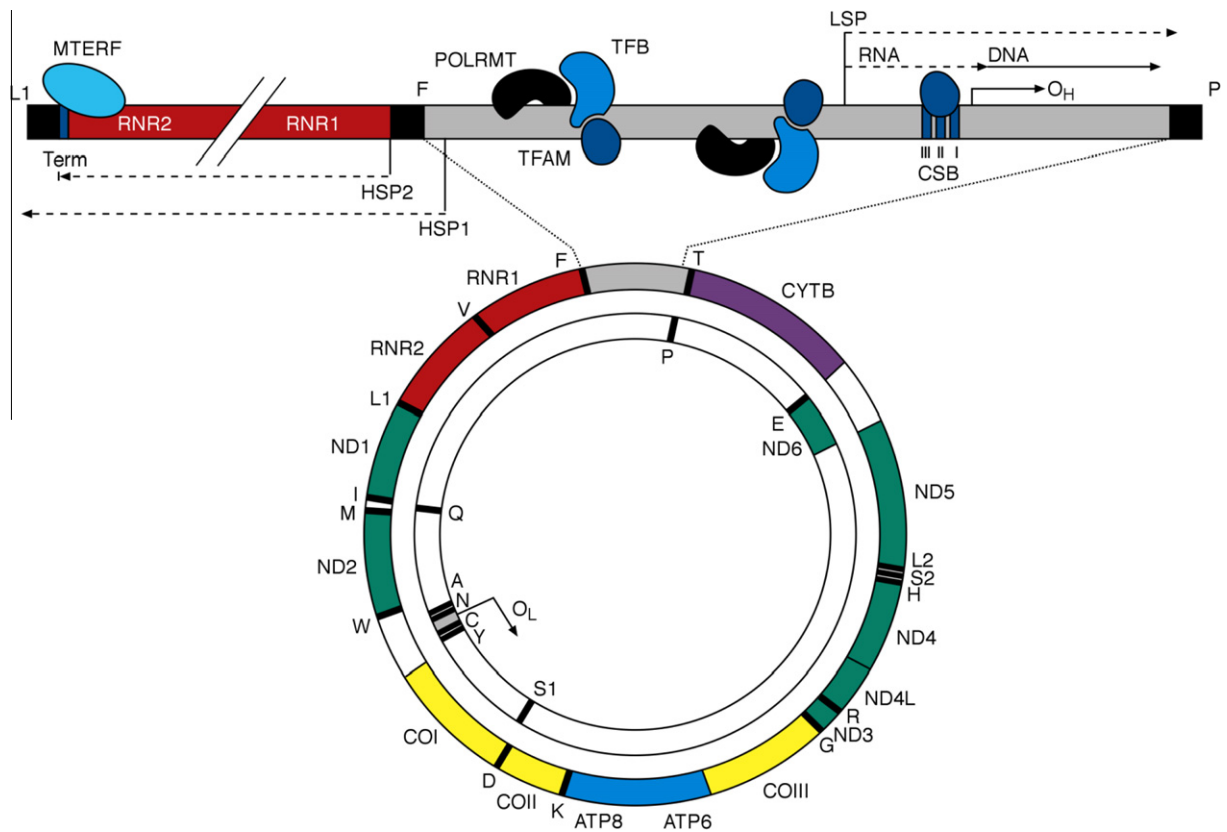 LSP
MTERF
TFB
POLRMT
RNA
DNA
L1
F
OH
P
RNR2
RNR1
Term
TFAM
III II I
CSB
HSP2
HSP1
F
T
RNR1
CYTB
V
P
RNR2
L1
E
ND6
ND1
ND5
I
M
Q
ND2
L2
S2
H
A
N
OL
C
Y
W
ND4
S1
ND4L
R
ND3
G
COI
D
COII
K
COIII
ATP8
ATP6